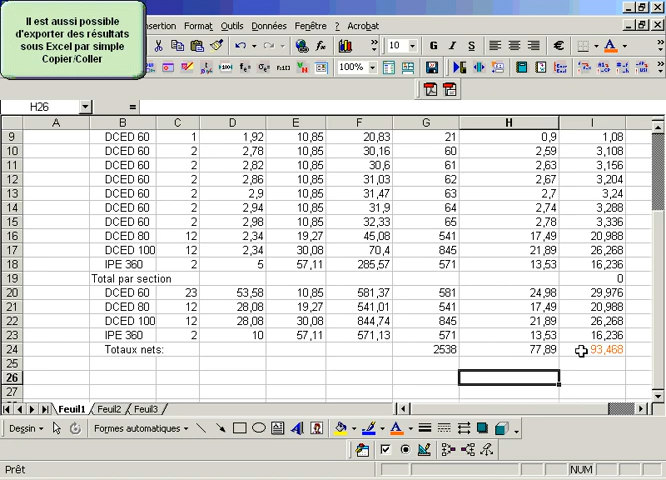 Il est aussi possible
d'exporter des résultats
sous Excel par simple
Copier/Coller
Insertion Format Outils Données Fenêtre ? Acrobat
10 G I S €
100%
H26 =
A B C D E F G H I
9 DCED 60 1 1,92 10,85 20,83 21 0,9 1,08
10 DCED 60 2 2,78 10,85 30,16 60 2,59 3,108
11 DCED 60 2 2,82 10,85 30,6 61 2,63 3,156
12 DCED 60 2 2,86 10,85 31,03 62 2,67 3,204
13 DCED 60 2 2,9 10,85 31,47 63 2,7 3,24
14 DCED 60 2 2,94 10,85 31,9 64 2,74 3,288
15 DCED 60 2 2,98 10,85 32,33 65 2,78 3,336
16 DCED 80 12 2,34 19,27 45,08 541 17,49 20,988
17 DCED 100 12 2,34 30,08 70,4 845 21,89 26,268
18 IPE 360 2 5 57,11 285,57 571 13,53 16,236
19 Total par section 0
20 DCED 60 23 53,58 10,85 581,37 581 24,98 29,976
21 DCED 80 12 28,08 19,27 541,01 541 17,49 20,988
22 DCED 100 12 28,08 30,08 844,74 845 21,89 26,268
23 IPE 360 2 10 57,11 571,13 571 13,53 16,236
24 Totaux nets: 2538 77,89 93,468
25
26
27
Feuil1 Feuil2 Feuil3
Dessin Formes automatiques
Prêt NUM